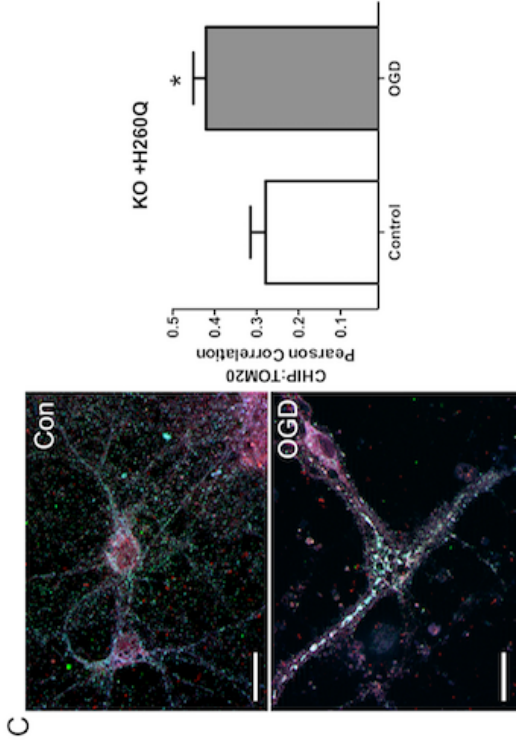 C
Con
OGD
KO +H260Q
*
CHIP:TOM20
Pearson Correlation
0.5
0.4
0.3
0.2
0.1
Control
OGD